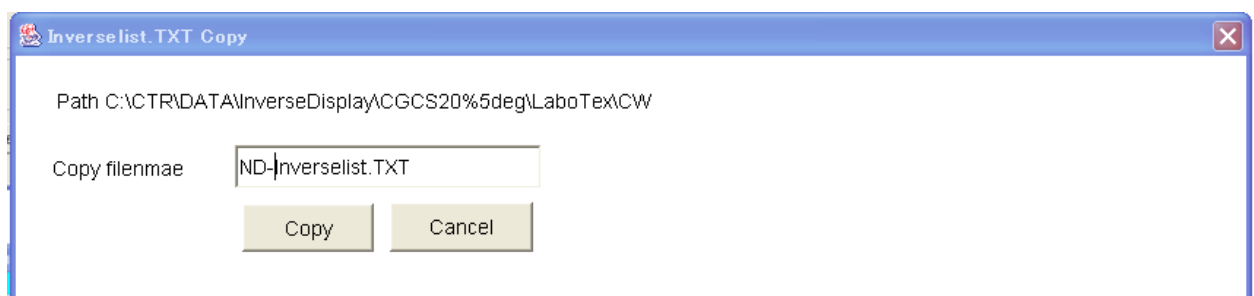 Inverselist.TXT Copy
Path C:\CTR\DATA\InverseDisplay\CGCS20%5deg\LaboTex\CW
Copy filenmae ND-Inverselist.TXT
Copy Cancel